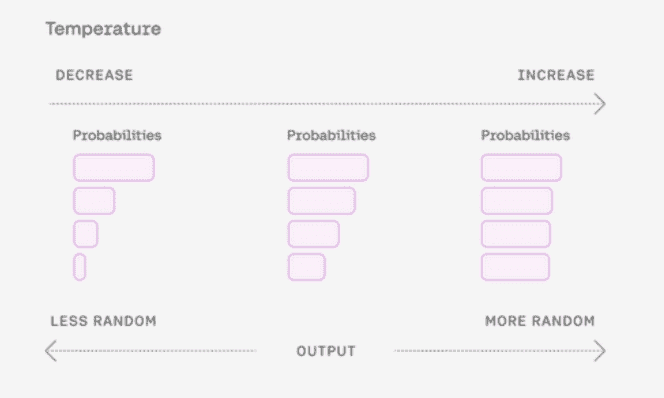 Temperature
DECREASE INCREASE
Probabilities Probabilities Probabilities
LESS RANDOM MORE RANDOM
OUTPUT